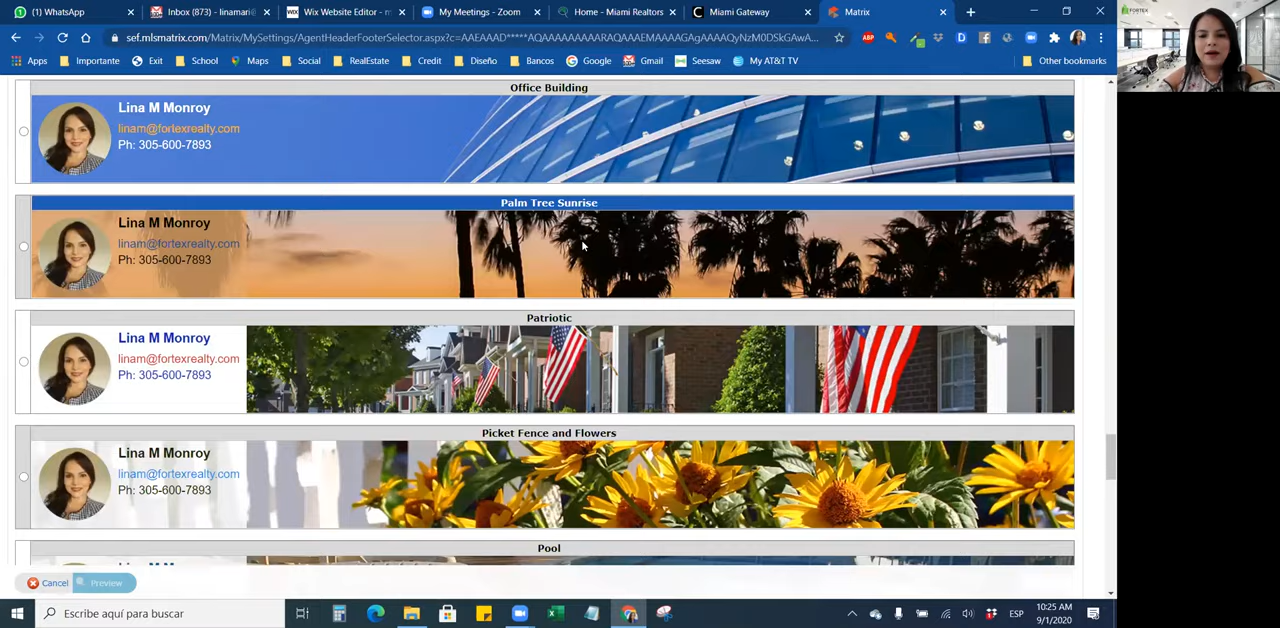 (1) WhatsApp
Inbox (873) - linamari@
Wix Website Editor - m
My Meetings - Zoom
Home - Miami Realtors
Miami Gateway
Matrix
sef.mlsmatrix.com/Matrix/MySettings/AgentHeaderFooterSelector.aspx?c=AAEAAAD*****AQAAAAAAAAARAQAAAEMAAAAGAgAAAAQyNzM0DSkGAwA...
Apps
Importante
Exit
School
Maps
Social
RealEstate
Credit
Diseño
Bancos
Google
Gmail
Seesaw
My AT&T TV
Other bookmarks
FORTEX
Office Building
Lina M Monroy
linam@fortexrealty.com
Ph: 305-600-7893
Palm Tree Sunrise
Lina M Monroy
linam@fortexrealty.com
Ph: 305-600-7893
Patriotic
Lina M Monroy
linam@fortexrealty.com
Ph: 305-600-7893
Picket Fence and Flowers
Lina M Monroy
linam@fortexrealty.com
Ph: 305-600-7893
Pool
Cancel
Preview
Escribe aquí para buscar
ESP
10:25 AM
9/1/2020